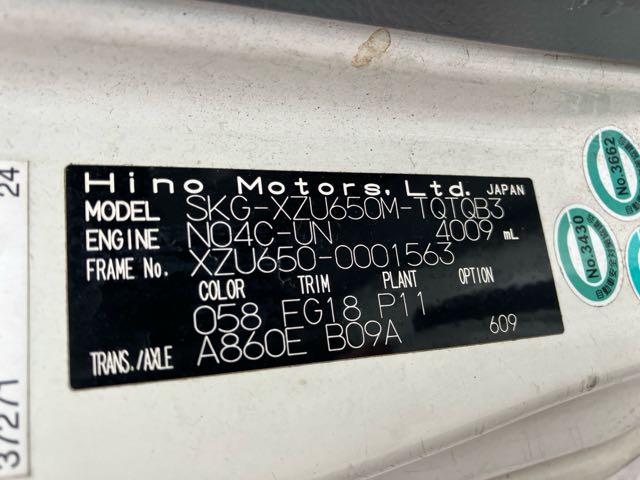 Hino Motors, Ltd. JAPAN
MODEL SKG-XZU650M-TQTQB3
ENGINE N04C-UN 4009 mL
FRAME No. XZU650-0001563
COLOR TRIM PLANT OPTION
058 FG18 P11
TRANS./AXLE A860E B09A 609
No.3662
No.3430
24
37271